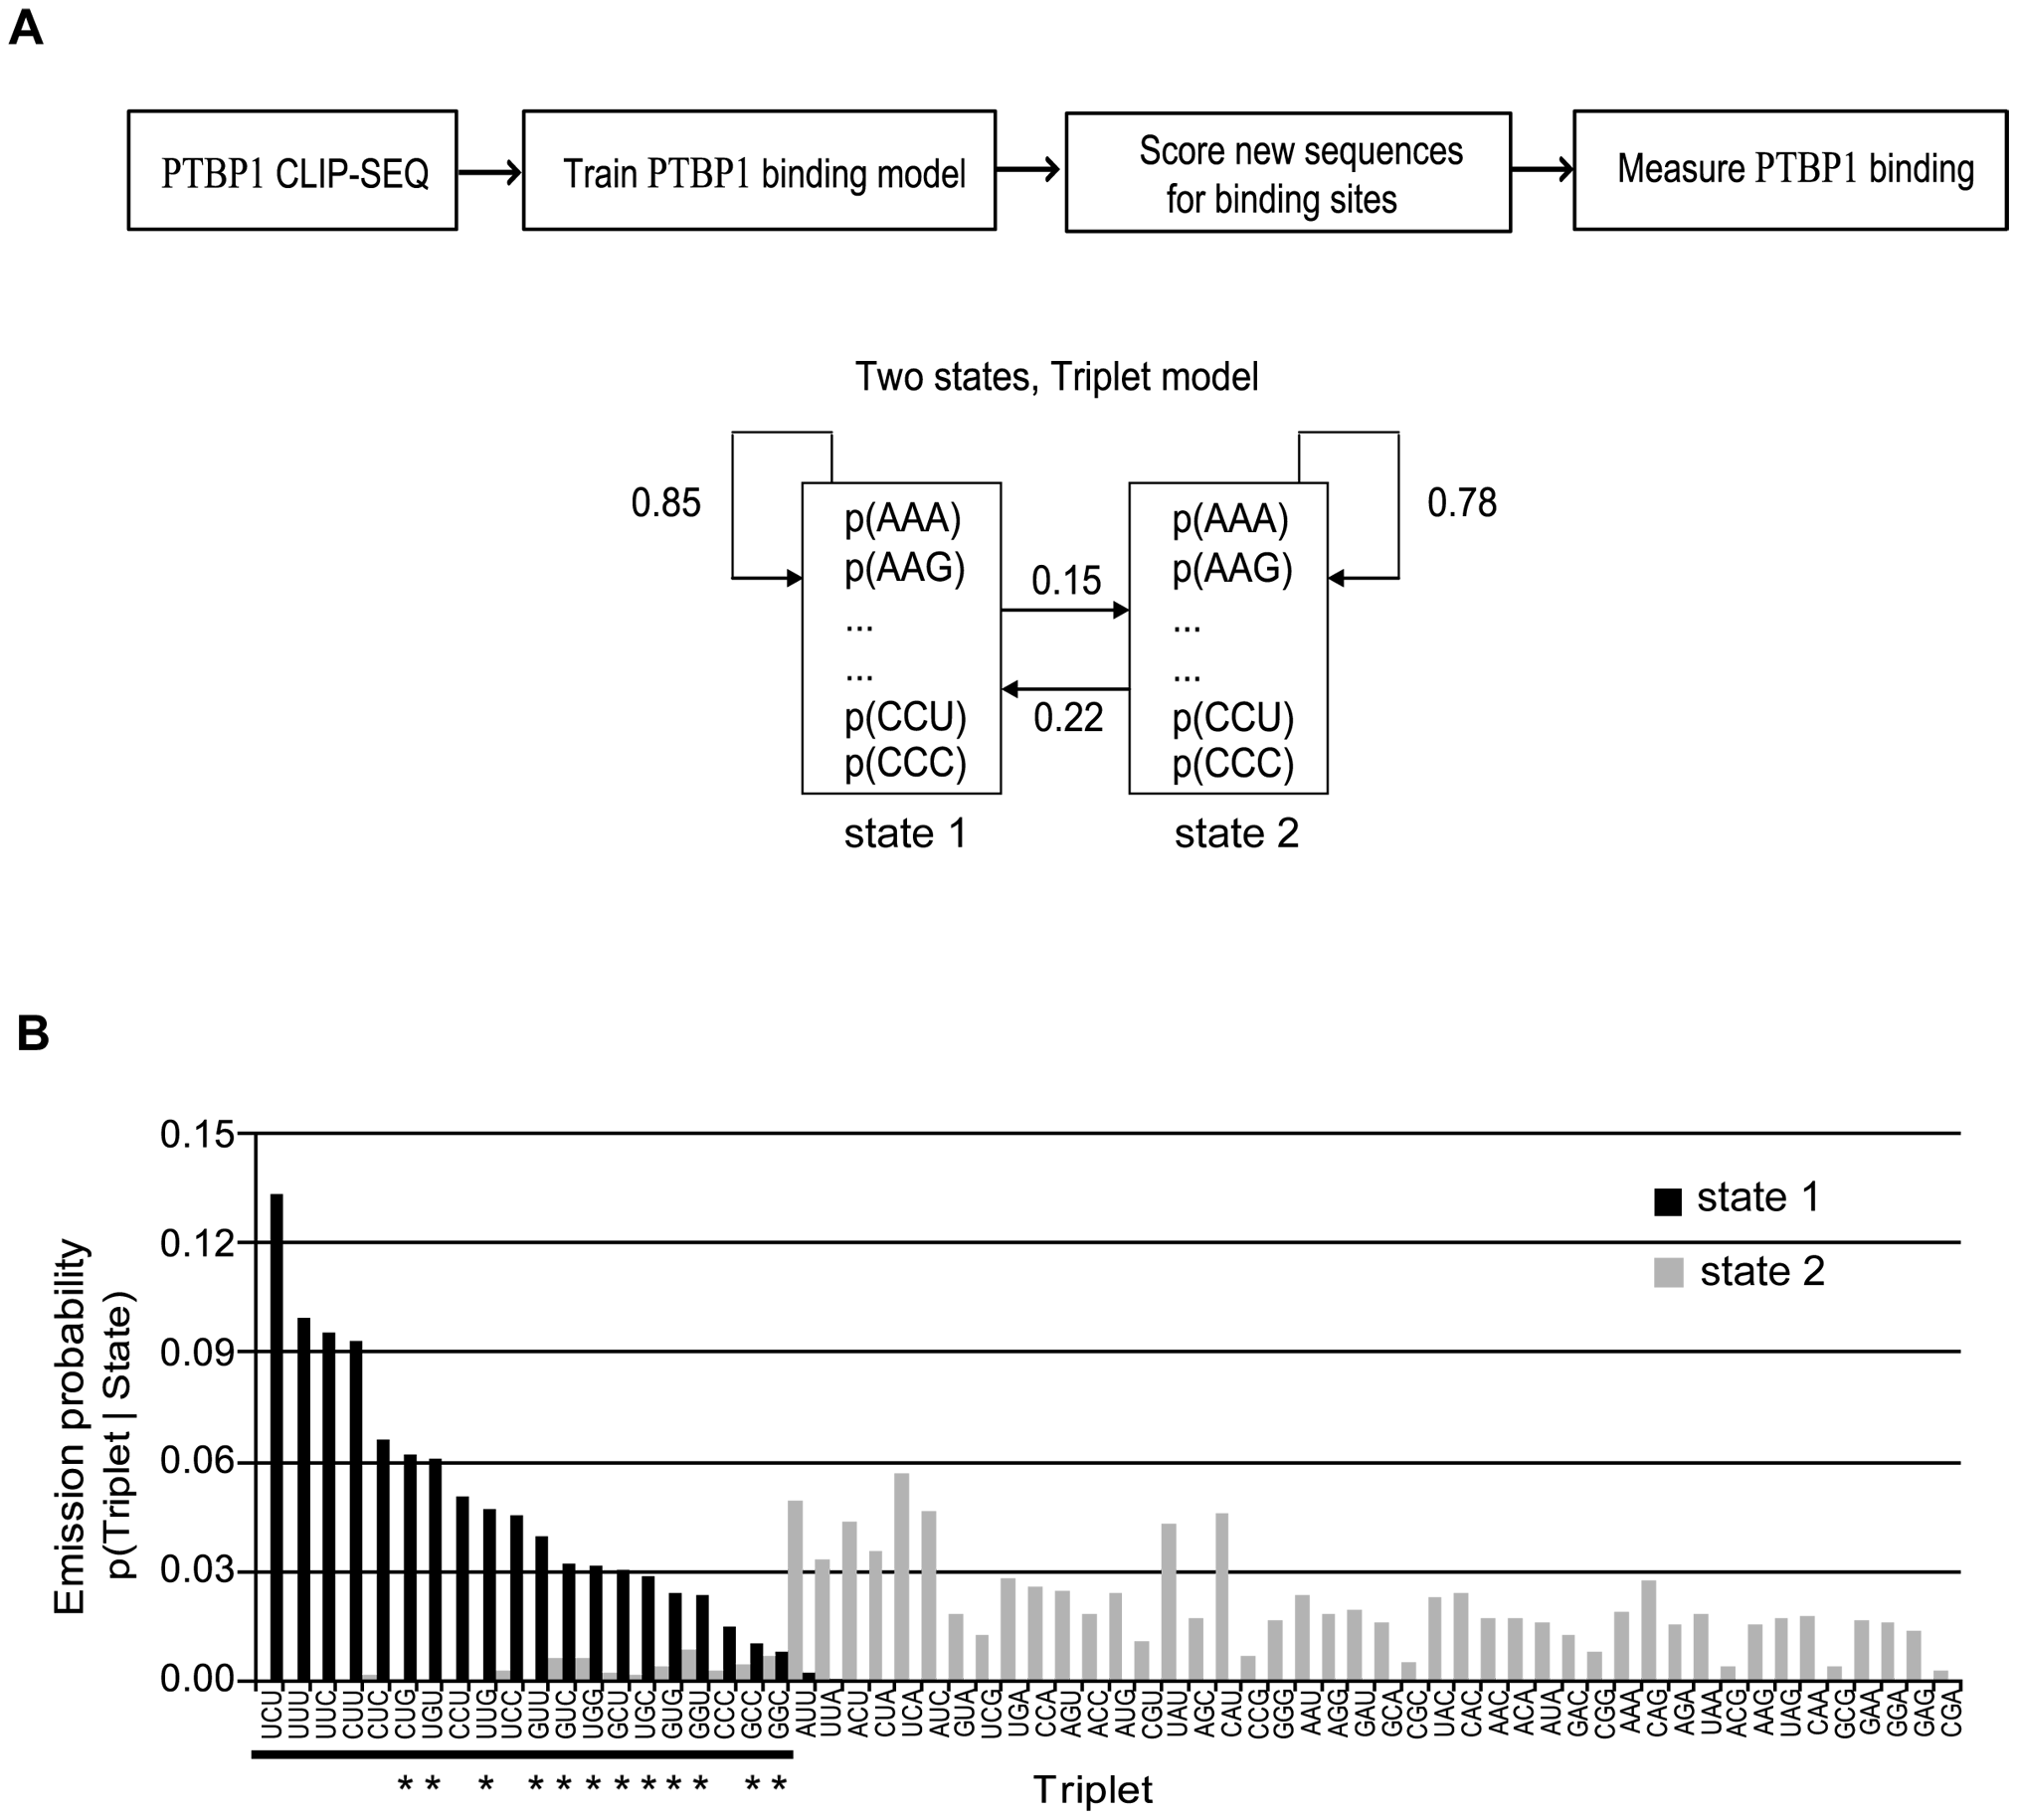 A
PTBP1 CLIP-SEQ
Train PTBP1 binding model
Score new sequences
for binding sites
Measure PTBP1 binding
Two states, Triplet model
0.85
p(AAA)
p(AAG)
...
...
p(CCU)
p(CCC)
state 1
0.15
0.22
p(AAA)
p(AAG)
...
...
p(CCU)
p(CCC)
state 2
0.78
B
Emission probability
p(Triplet | State)
0.15
0.12
0.09
0.06
0.03
0.00
state 1
state 2
UCU UUU UUC CUU CUC CUG UGU CCU UUG UCC GUU GUC UGG GCU UGC GUG GGU CCC GCC GGC AUU UUA ACU CUA UCA AUC GUA UCG UGA CCA AGU ACC AUG CGU UAU AGC CAU CCG GGG AAU AGG GAU GCA CGC UAC CAC AAC ACA AUA GAC CGG AAA CAG AGA UAA ACG AAG UAG CAA GCG GAA GGA GAG CGA
* * * * * * * * * * * *
Triplet